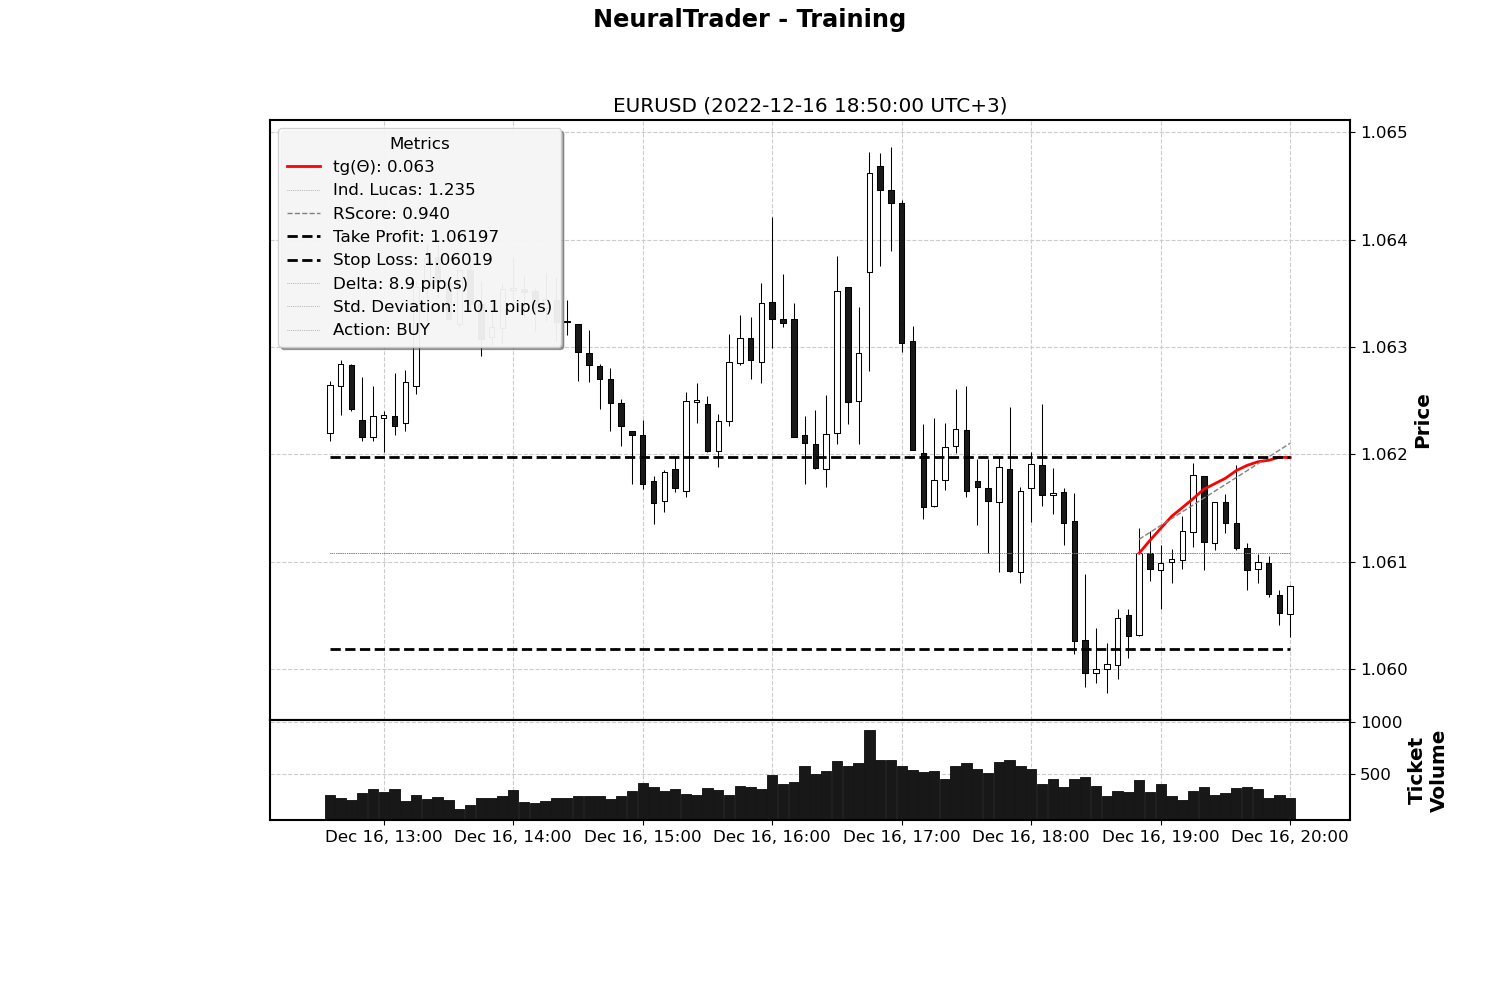 NeuralTrader - Training
EURUSD (2022-12-16 18:50:00 UTC+3)
Metrics
tg(Θ): 0.063
Ind. Lucas: 1.235
RScore: 0.940
Take Profit: 1.06197
Stop Loss: 1.06019
Delta: 8.9 pip(s)
Std. Deviation: 10.1 pip(s)
Action: BUY
1.065
1.064
1.063
1.062
1.061
1.060
Price
1000
500
Ticket
Volume
Dec 16, 13:00 Dec 16, 14:00 Dec 16, 15:00 Dec 16, 16:00 Dec 16, 17:00 Dec 16, 18:00 Dec 16, 19:00 Dec 16, 20:00